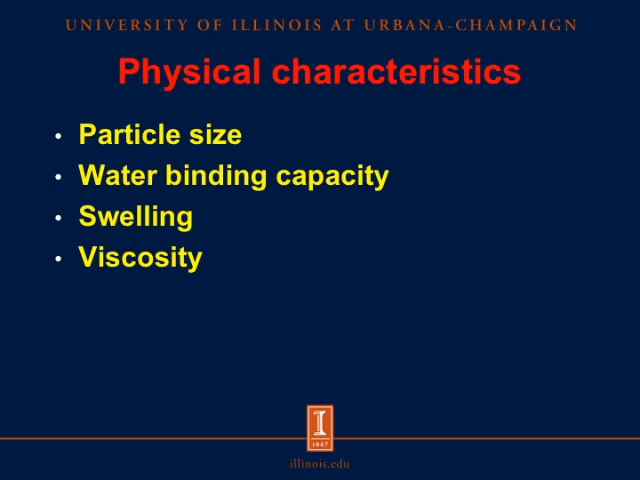 UNIVERSITY OF ILLINOIS AT URBANA-CHAMPAIGN
Physical characteristics
• Particle size
• Water binding capacity
• Swelling
• Viscosity
I
1867
illinois.edu